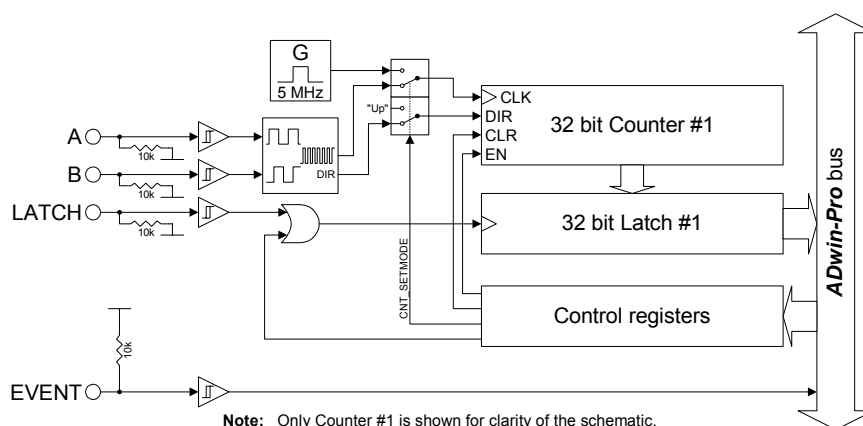 G
5 MHz
"Up"
A
10k
B
10k
DIR
LATCH
10k
CNT_SETMODE
CLK
DIR
CLR
EN
32 bit Counter #1
32 bit Latch #1
Control registers
ADwin-Pro bus
10k
EVENT
Note: Only Counter #1 is shown for clarity of the schematic.